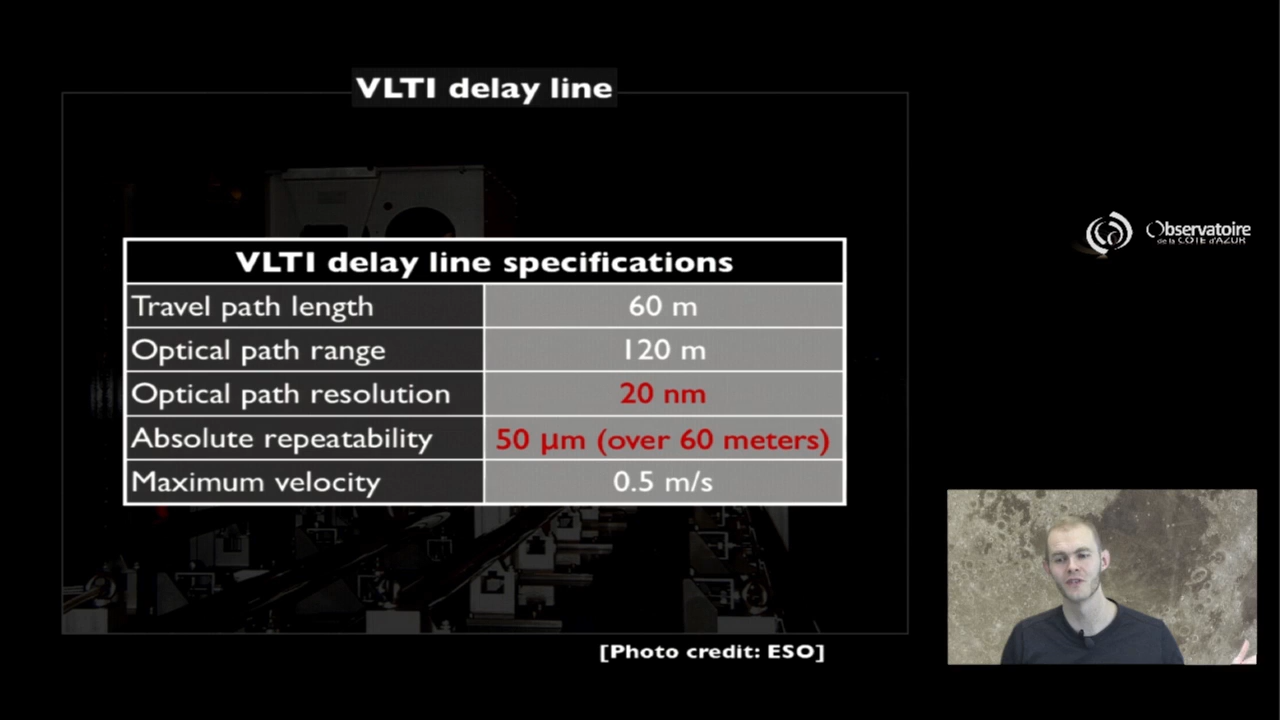 VLTI delay line
VLTI delay line specifications
Travel path length 60 m
Optical path range 120 m
Optical path resolution 20 nm
Absolute repeatability 50 µm (over 60 meters)
Maximum velocity 0.5 m/s
[Photo credit: ESO]
Observatoire
de la CÔTE d'AZUR